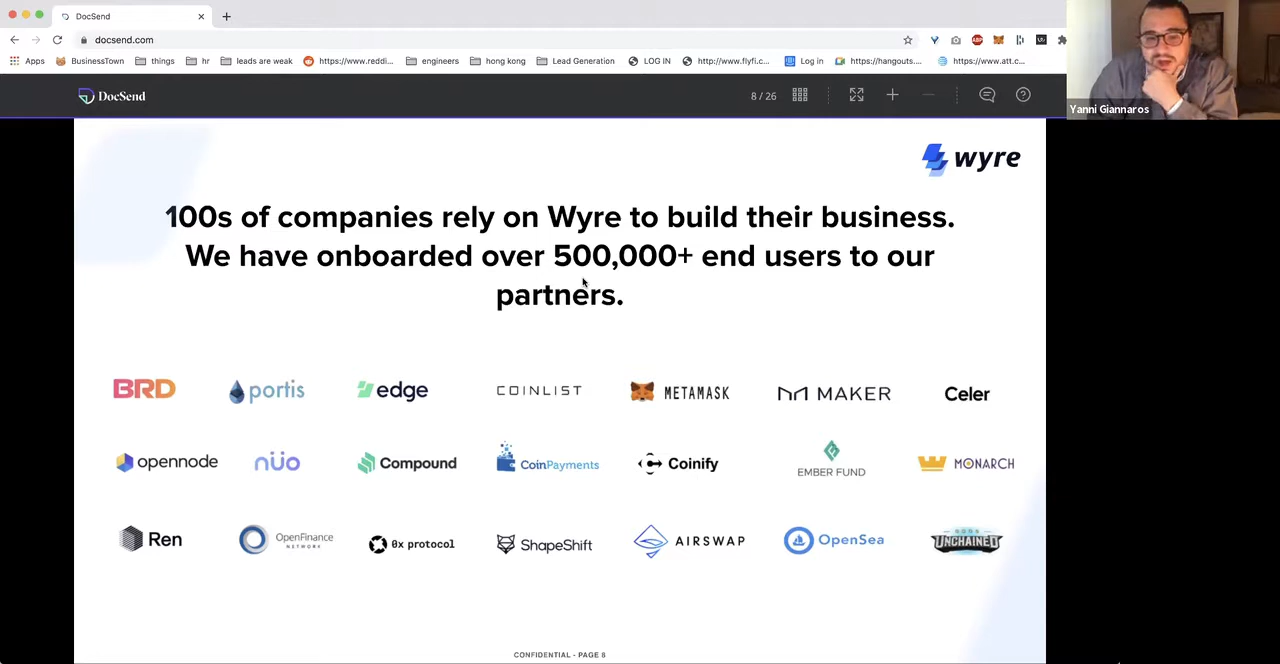 DocSend
docsend.com
Apps BusinessTown things hr leads are weak https://www.reddi... engineers hong kong Lead Generation LOG IN http://www.flyfi.c... Log in https://hangouts.... https://www.att.c...
DocSend
8 / 26
Yanni Giannaros
wyre
100s of companies rely on Wyre to build their business.
We have onboarded over 500,000+ end users to our
partners.
BRD portis edge COINLIST METAMASK MAKER Celer
opennode nüo Compound CoinPayments Coinify EMBER FUND MONARCH
Ren OPENFINANCE NETWORK 0x protocol ShapeShift AIRSWAP OpenSea UNCHAINED
CONFIDENTIAL - PAGE 8